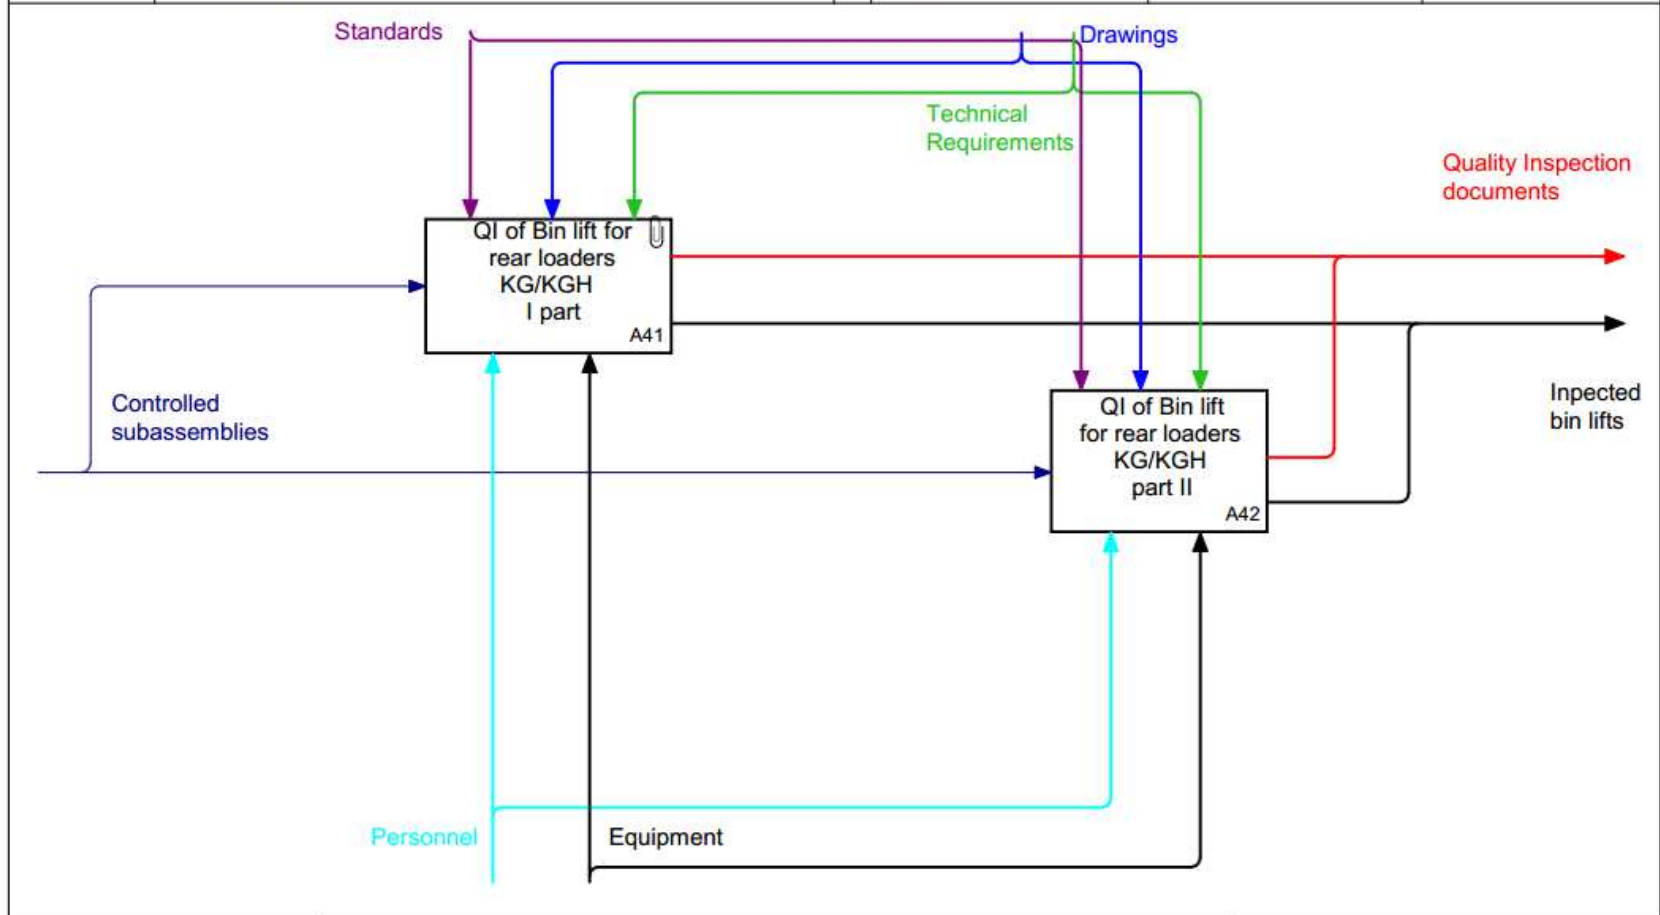 Standards
Drawings
Technical
Requirements
Quality Inspection
documents
QI of Bin lift for
rear loaders
KG/KGH
I part
A41
Controlled
subassemblies
Inpected
bin lifts
QI of Bin lift
for rear loaders
KG/KGH
part II
A42
Personnel
Equipment